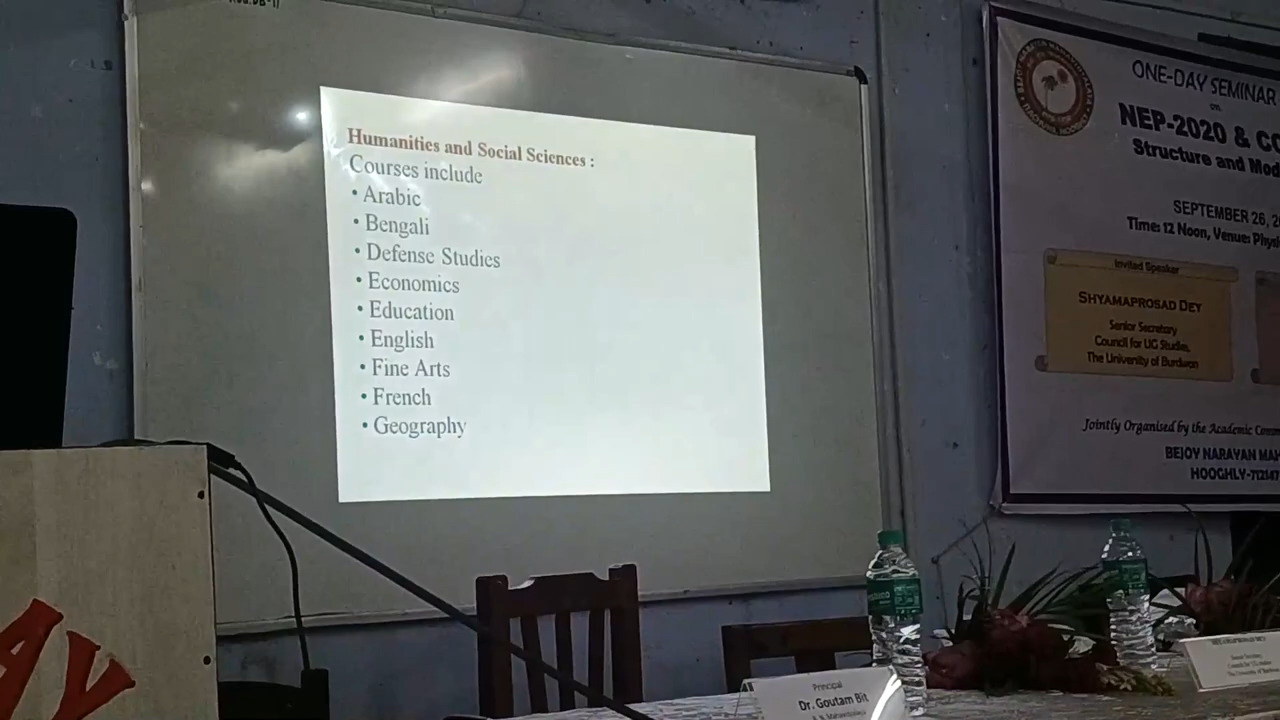 Humanities and Social Sciences :
Courses include
• Arabic
• Bengali
• Defense Studies
• Economics
• Education
• English
• Fine Arts
• French
• Geography
ONE-DAY SEMINAR
on
NEP-2020 & CC
Structure and Mod
SEPTEMBER 26, 2
Time: 12 Noon, Venue: Phys
Invited Speaker
SHYAMAPROSAD DEY
Senior Secretary
Council for UG Studies,
The University of Burdwan
Jointly Organised by the Academic Com
BEJOY NARAYAN MAH
HOOGHLY-712147
AY
Principal
Dr. Goutam Bit